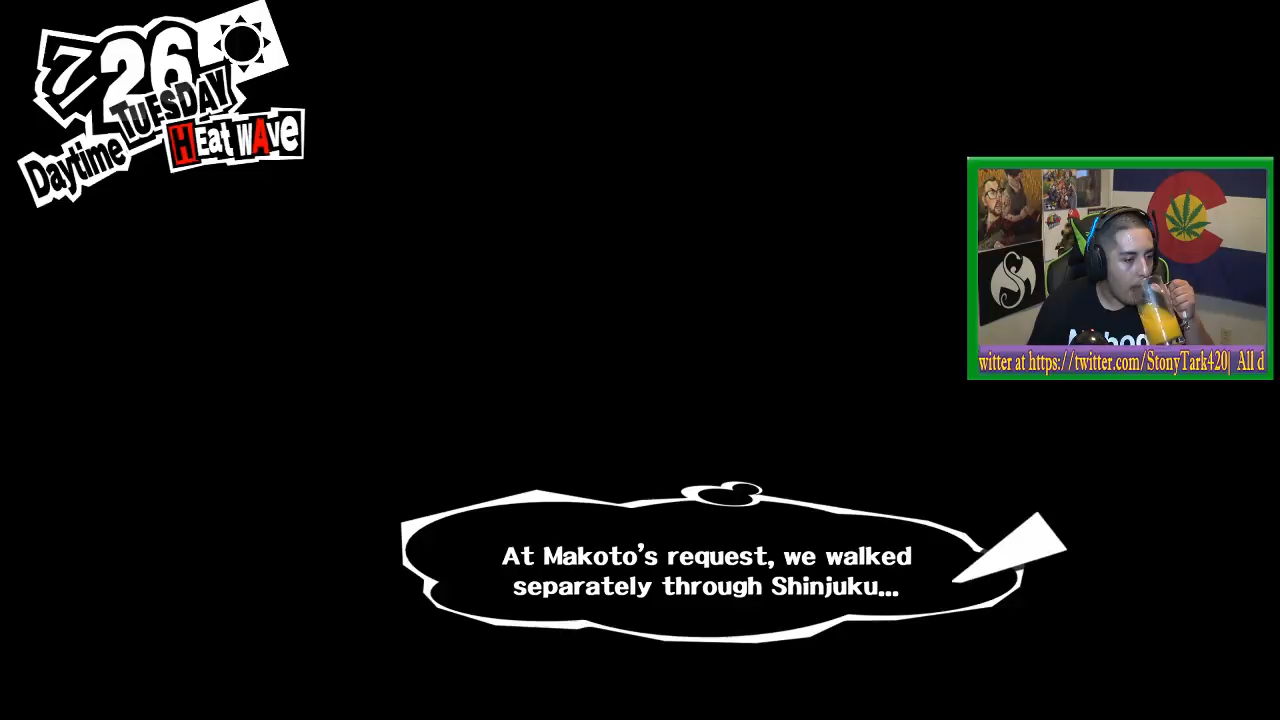 7 26
TUESDAY
Daytime
HEat wAve
witter at https://twitter.com/StonyTark420| All d
At Makoto's request, we walked
separately through Shinjuku...